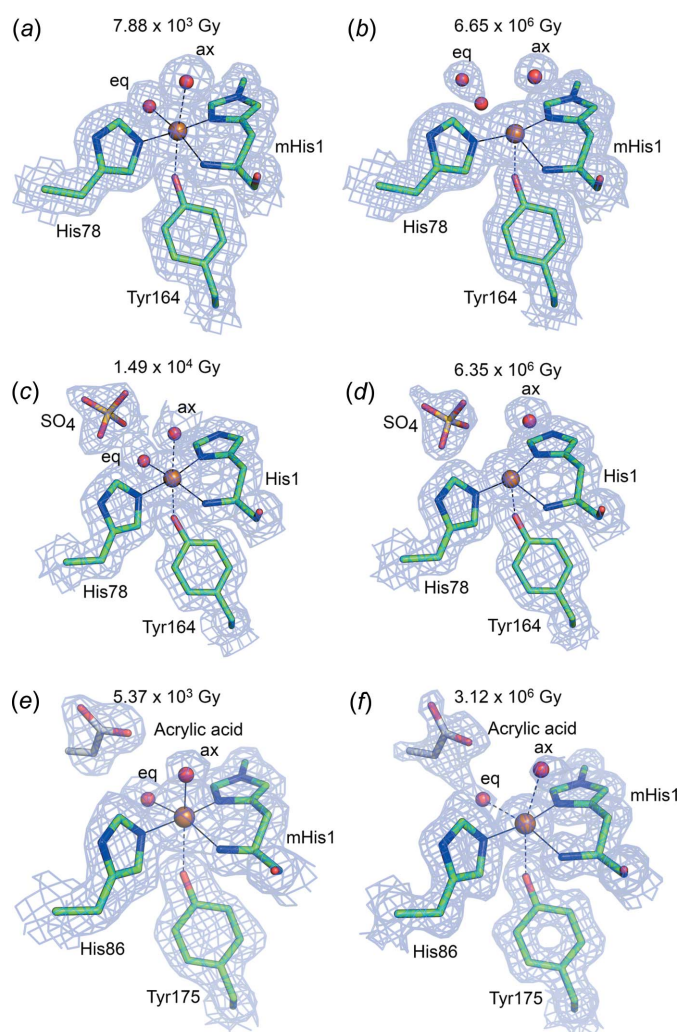 (a) 7.88 x 10³ Gy
ax
eq
mHis1
His78
Tyr164
(b) 6.65 x 10⁶ Gy
eq
ax
mHis1
His78
Tyr164
(c) 1.49 x 10⁴ Gy
SO₄
ax
eq
His1
His78
Tyr164
(d) 6.35 x 10⁶ Gy
SO₄
ax
His1
His78
Tyr164
(e) 5.37 x 10³ Gy
Acrylic acid
ax
eq
mHis1
His86
Tyr175
(f) 3.12 x 10⁶ Gy
Acrylic acid
ax
eq
mHis1
His86
Tyr175